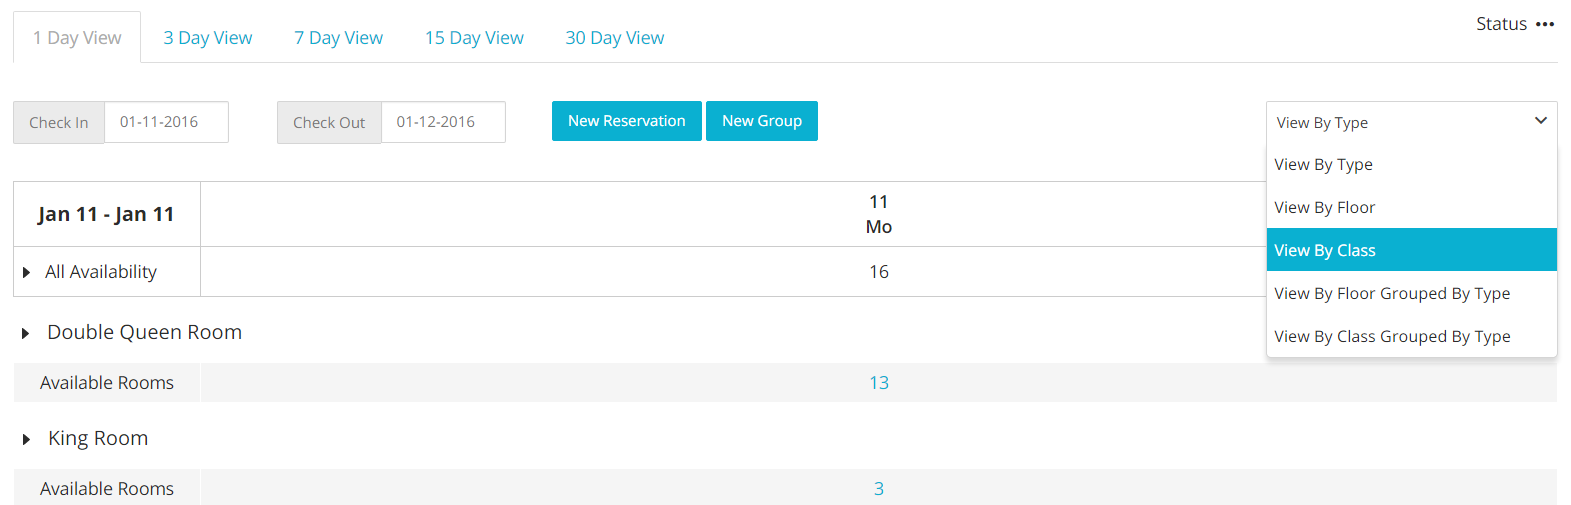 1 Day View 3 Day View 7 Day View 15 Day View 30 Day View Status •••
Check In 01-11-2016 Check Out 01-12-2016 New Reservation New Group View By Type
View By Type
View By Floor
View By Class
View By Floor Grouped By Type
View By Class Grouped By Type
Jan 11 - Jan 11 11
Mo
All Availability 16
Double Queen Room
Available Rooms 13
King Room
Available Rooms 3